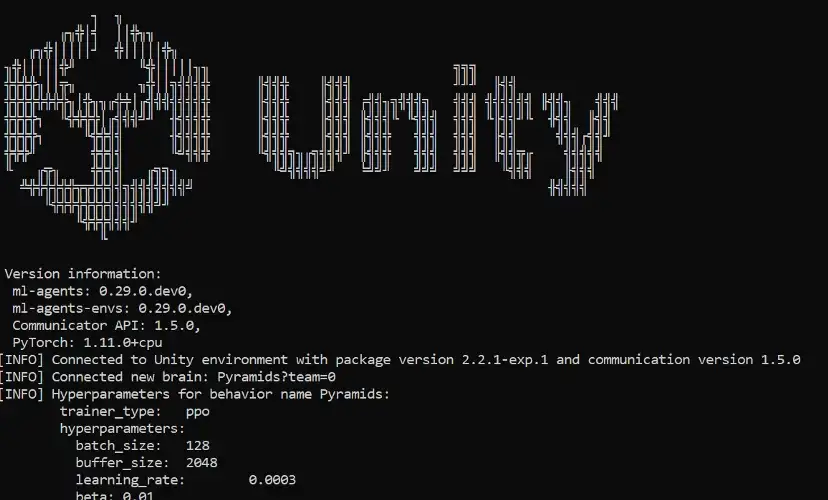 Unity
Version information:
ml-agents: 0.29.0.dev0,
ml-agents-envs: 0.29.0.dev0,
Communicator API: 1.5.0,
PyTorch: 1.11.0+cpu
[INFO] Connected to Unity environment with package version 2.2.1-exp.1 and communication version 1.5.0
[INFO] Connected new brain: Pyramids?team=0
[INFO] Hyperparameters for behavior name Pyramids:
trainer_type: ppo
hyperparameters:
batch_size: 128
buffer_size: 2048
learning_rate: 0.0003
beta: 0.01